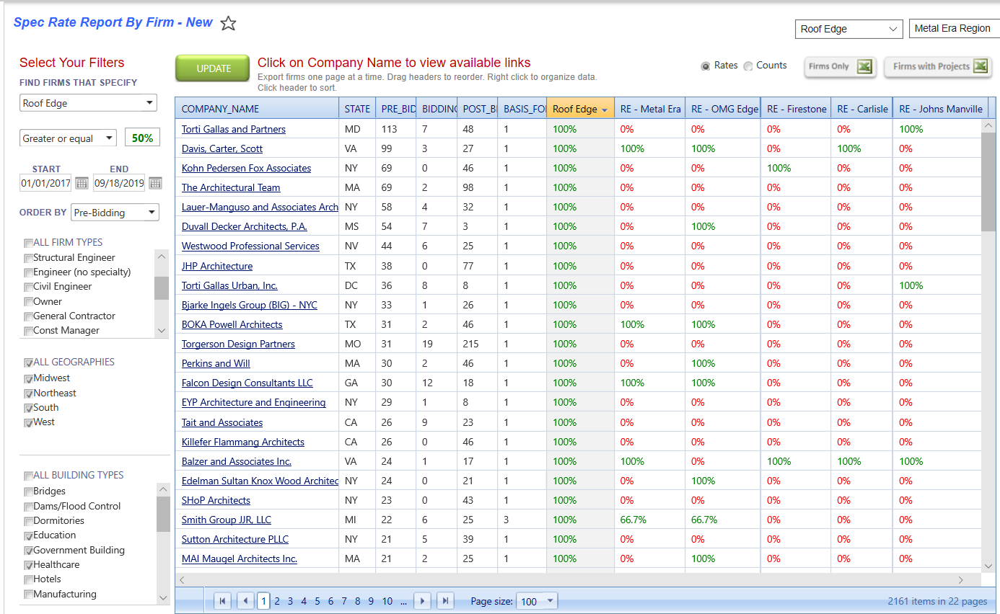 Spec Rate Report By Firm - New
Roof Edge
Metal Era Region
Select Your Filters
FIND FIRMS THAT SPECIFY
Roof Edge
Greater or equal 50%
START END
01/01/2017 09/18/2019
ORDER BY Pre-Bidding
ALL FIRM TYPES
Structural Engineer
Engineer (no specialty)
Civil Engineer
Owner
General Contractor
Const Manager
ALL GEOGRAPHIES
Midwest
Northeast
South
West
ALL BUILDING TYPES
Bridges
Dams/Flood Control
Dormitories
Education
Government Building
Healthcare
Hotels
Manufacturing
UPDATE
Click on Company Name to view available links
Export firms one page at a time. Drag headers to reorder. Right click to organize data.
Click header to sort.
Rates Counts
Firms Only
Firms with Projects
COMPANY_NAME STATE PRE_BID BIDDING POST_BI BASIS_FO Roof Edge RE - Metal Era RE - OMG Edge RE - Firestone RE - Carlisle RE - Johns Manville
Torti Gallas and Partners MD 113 7 48 1 100% 0% 0% 0% 0% 100%
Davis, Carter, Scott VA 99 3 27 1 100% 100% 100% 0% 100% 0%
Kohn Pedersen Fox Associates NY 69 0 46 1 100% 0% 0% 100% 0% 0%
The Architectural Team MA 69 2 98 1 100% 0% 0% 0% 0% 0%
Lauer-Manguso and Associates Arch NY 58 4 32 1 100% 0% 0% 0% 0% 0%
Duvall Decker Architects, P.A. MS 54 7 3 1 100% 0% 100% 0% 0% 0%
Westwood Professional Services NV 44 6 25 1 100% 0% 0% 0% 0% 0%
JHP Architecture TX 38 0 77 1 100% 0% 0% 0% 0% 0%
Torti Gallas Urban, Inc. DC 36 8 8 1 100% 0% 0% 0% 0% 100%
Bjarke Ingels Group (BIG) - NYC NY 33 1 26 1 100% 0% 0% 0% 0% 0%
BOKA Powell Architects TX 31 2 46 1 100% 100% 100% 0% 0% 0%
Torgerson Design Partners MO 31 19 215 1 100% 0% 0% 0% 0% 0%
Perkins and Will MA 30 2 46 1 100% 0% 100% 0% 0% 0%
Falcon Design Consultants LLC GA 30 12 18 1 100% 100% 100% 0% 0% 0%
EYP Architecture and Engineering NY 29 1 8 1 100% 0% 0% 0% 0% 0%
Tait and Associates CA 26 9 23 1 100% 0% 0% 0% 0% 0%
Killefer Flammang Architects CA 26 0 46 1 100% 0% 0% 0% 0% 0%
Balzer and Associates Inc. VA 24 1 17 1 100% 100% 0% 100% 100% 100%
Edelman Sultan Knox Wood Architec NY 24 0 21 1 100% 0% 100% 0% 0% 0%
SHoP Architects NY 23 0 43 1 100% 0% 0% 0% 0% 0%
Smith Group JJR, LLC MI 22 6 25 3 100% 66.7% 66.7% 0% 0% 0%
Sutton Architecture PLLC NY 21 5 39 1 100% 0% 0% 0% 0% 0%
MAI Maugel Architects Inc. MA 21 2 25 1 100% 0% 100% 0% 0% 0%
1 2 3 4 5 6 7 8 9 10 ... Page size: 100 2161 items in 22 pages